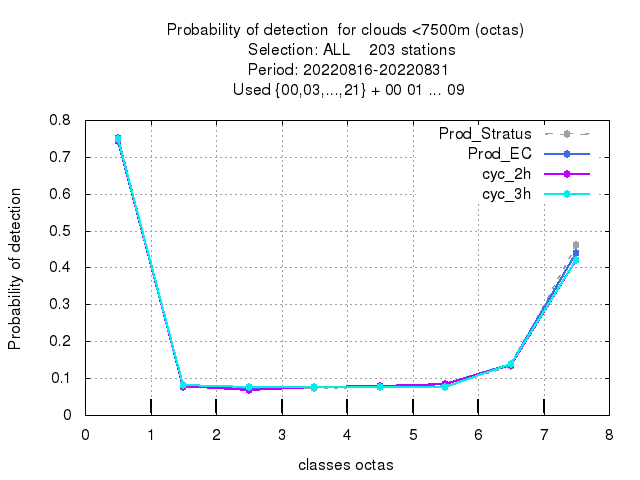 Probability of detection  for clouds <7500m (octas)
Selection: ALL    203 stations
Period: 20220816-20220831
Used {00,03,...,21} + 00 01 ... 09
Prod_Stratus
Prod_EC
cyc_2h
cyc_3h
Probability of detection
0.8
0.7
0.6
0.5
0.4
0.3
0.2
0.1
0
0 1 2 3 4 5 6 7 8
classes octas